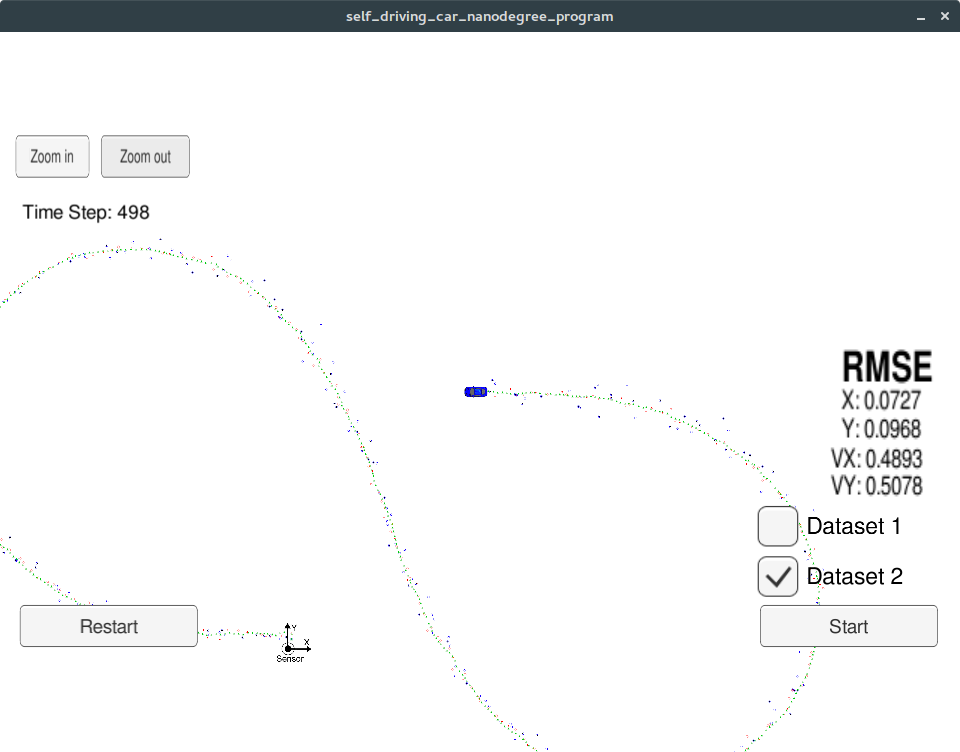 self_driving_car_nanodegree_program
Zoom in
Zoom out
Time Step: 498
RMSE
X: 0.0727
Y: 0.0968
VX: 0.4893
VY: 0.5078
Dataset 1
Dataset 2
Restart
Y
X
Sensor
Start